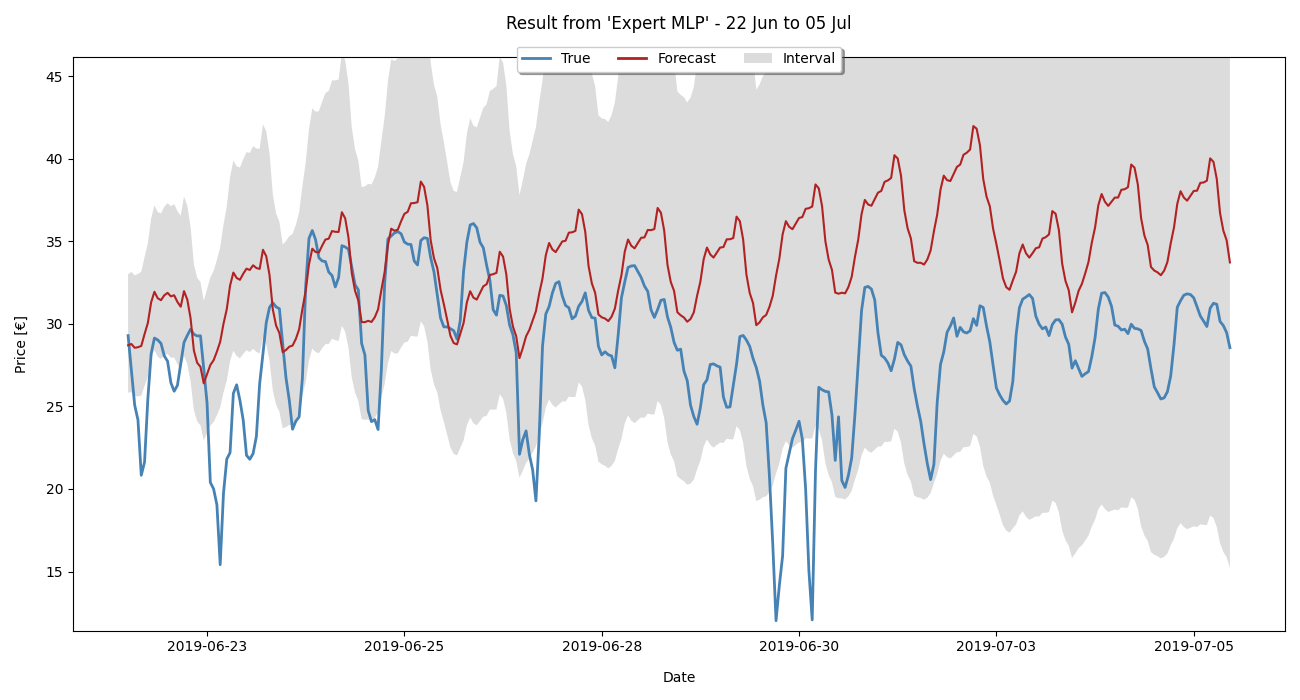 Result from 'Expert MLP' - 22 Jun to 05 Jul
True Forecast Interval
45
40
35
30
25
20
15
Price [€]
2019-06-23 2019-06-25 2019-06-28 2019-06-30 2019-07-03 2019-07-05
Date